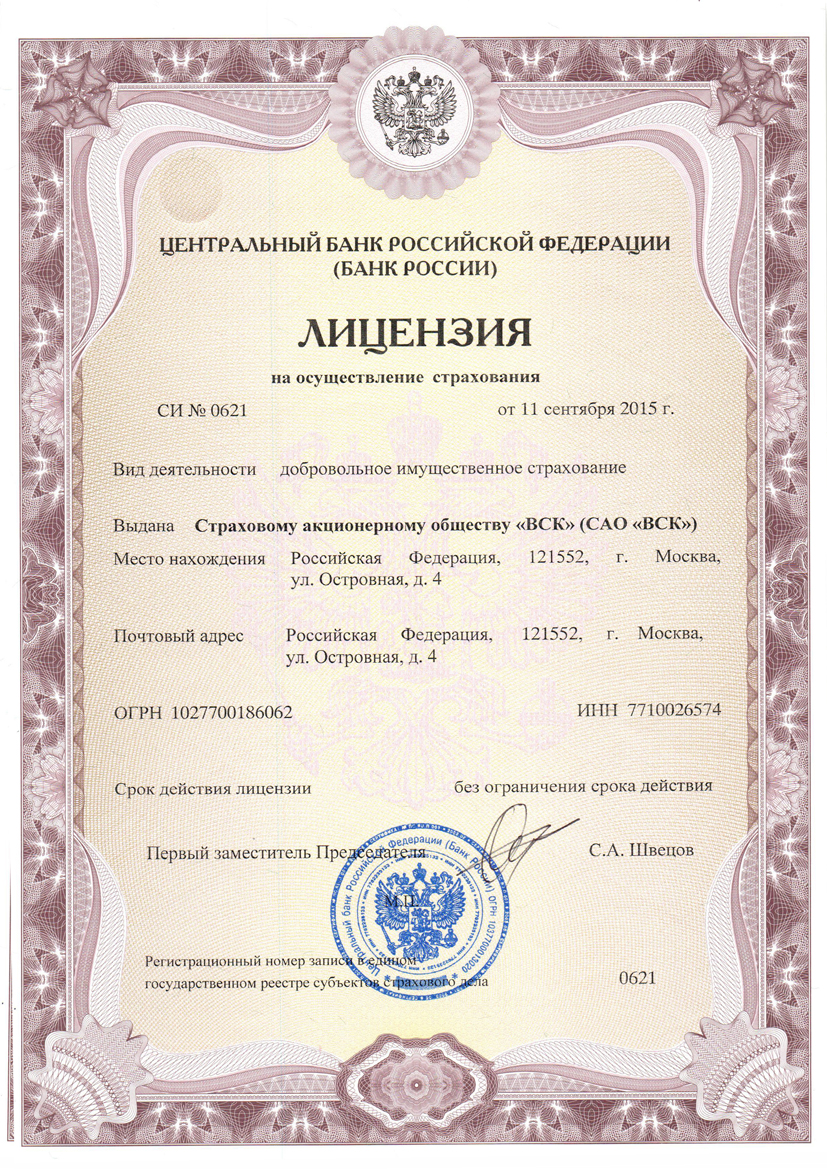 ЦЕНТРАЛЬНЫЙ БАНК РОССИЙСКОЙ ФЕДЕРАЦИИ
(БАНК РОССИИ)
ЛИЦЕНЗИЯ
на осуществление страхования
СИ № 0621 от 11 сентября 2015 г.
Вид деятельности добровольное имущественное страхование
Выдана Страховому акционерному обществу «ВСК» (САО «ВСК»)
Место нахождения Российская Федерация, 121552, г. Москва,
ул. Островная, д. 4
Почтовый адрес Российская Федерация, 121552, г. Москва,
ул. Островная, д. 4
ОГРН 1027700186062 ИНН 7710026574
Срок действия лицензии без ограничения срока действия
Первый заместитель Председателя С.А. Швецов
М.П.
Центральный банк Российской Федерации (Банк России) ОГРН 1037700013020
Регистрационный номер записи в едином
государственном реестре субъектов страхового дела 0621